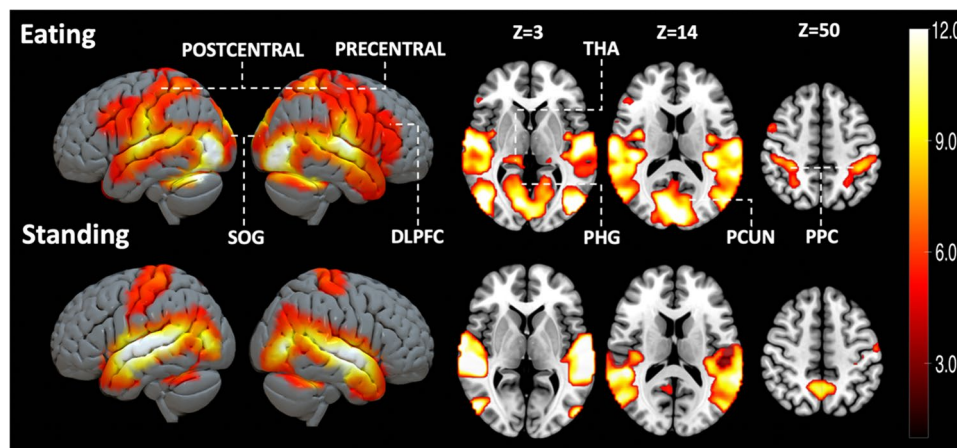 Eating
Z=3
Z=14
Z=50
12.0
POSTCENTRAL
PRECENTRAL
THA
9.0
6.0
Standing
SOG
DLPFC
PHG
PCUN
PPC
3.0